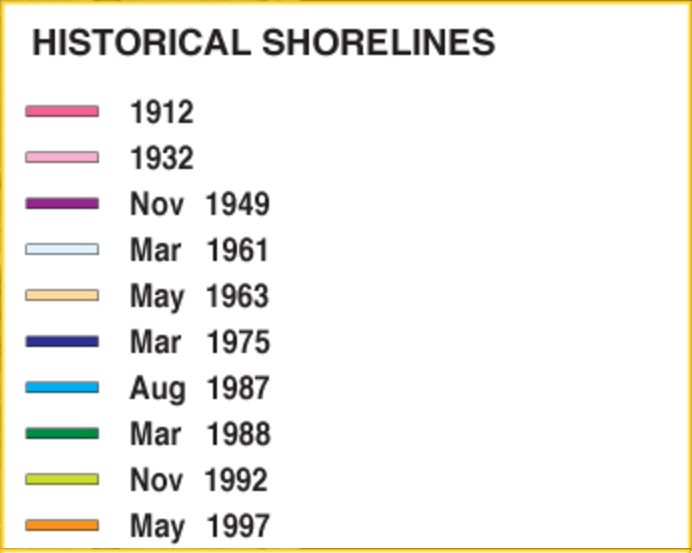 HISTORICAL SHORELINES
1912
1932
Nov 1949
Mar 1961
May 1963
Mar 1975
Aug 1987
Mar 1988
Nov 1992
May 1997